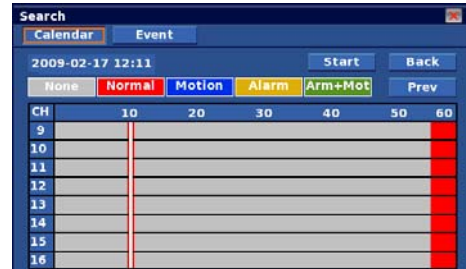 Search
Calendar Event
2009-02-17 12:11 Start Back
None Normal Motion Alarm Arm+Mot Prev
CH 10 20 30 40 50 60
9
10
11
12
13
14
15
16